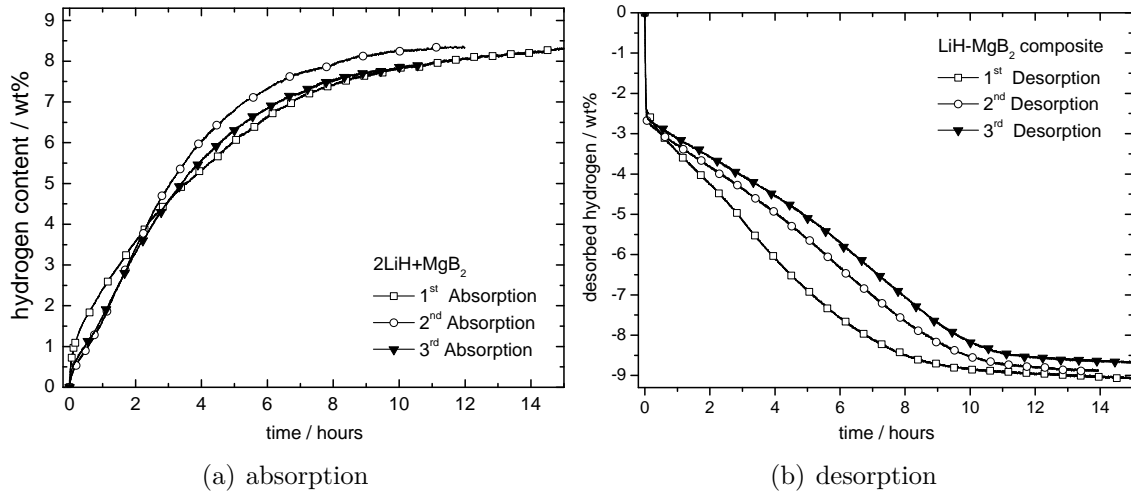 9
8
7
6
5
4
3
2
1
0
hydrogen content / wt%
2LiH+MgB₂
1ˢᵗ Absorption
2ⁿᵈ Absorption
3ʳᵈ Absorption
0 2 4 6 8 10 12 14
time / hours
(a) absorption
0
-1
-2
-3
-4
-5
-6
-7
-8
-9
desorbed hydrogen / wt%
LiH-MgB₂ composite
1ˢᵗ Desorption
2ⁿᵈ Desorption
3ʳᵈ Desorption
0 2 4 6 8 10 12 14
time / hours
(b) desorption